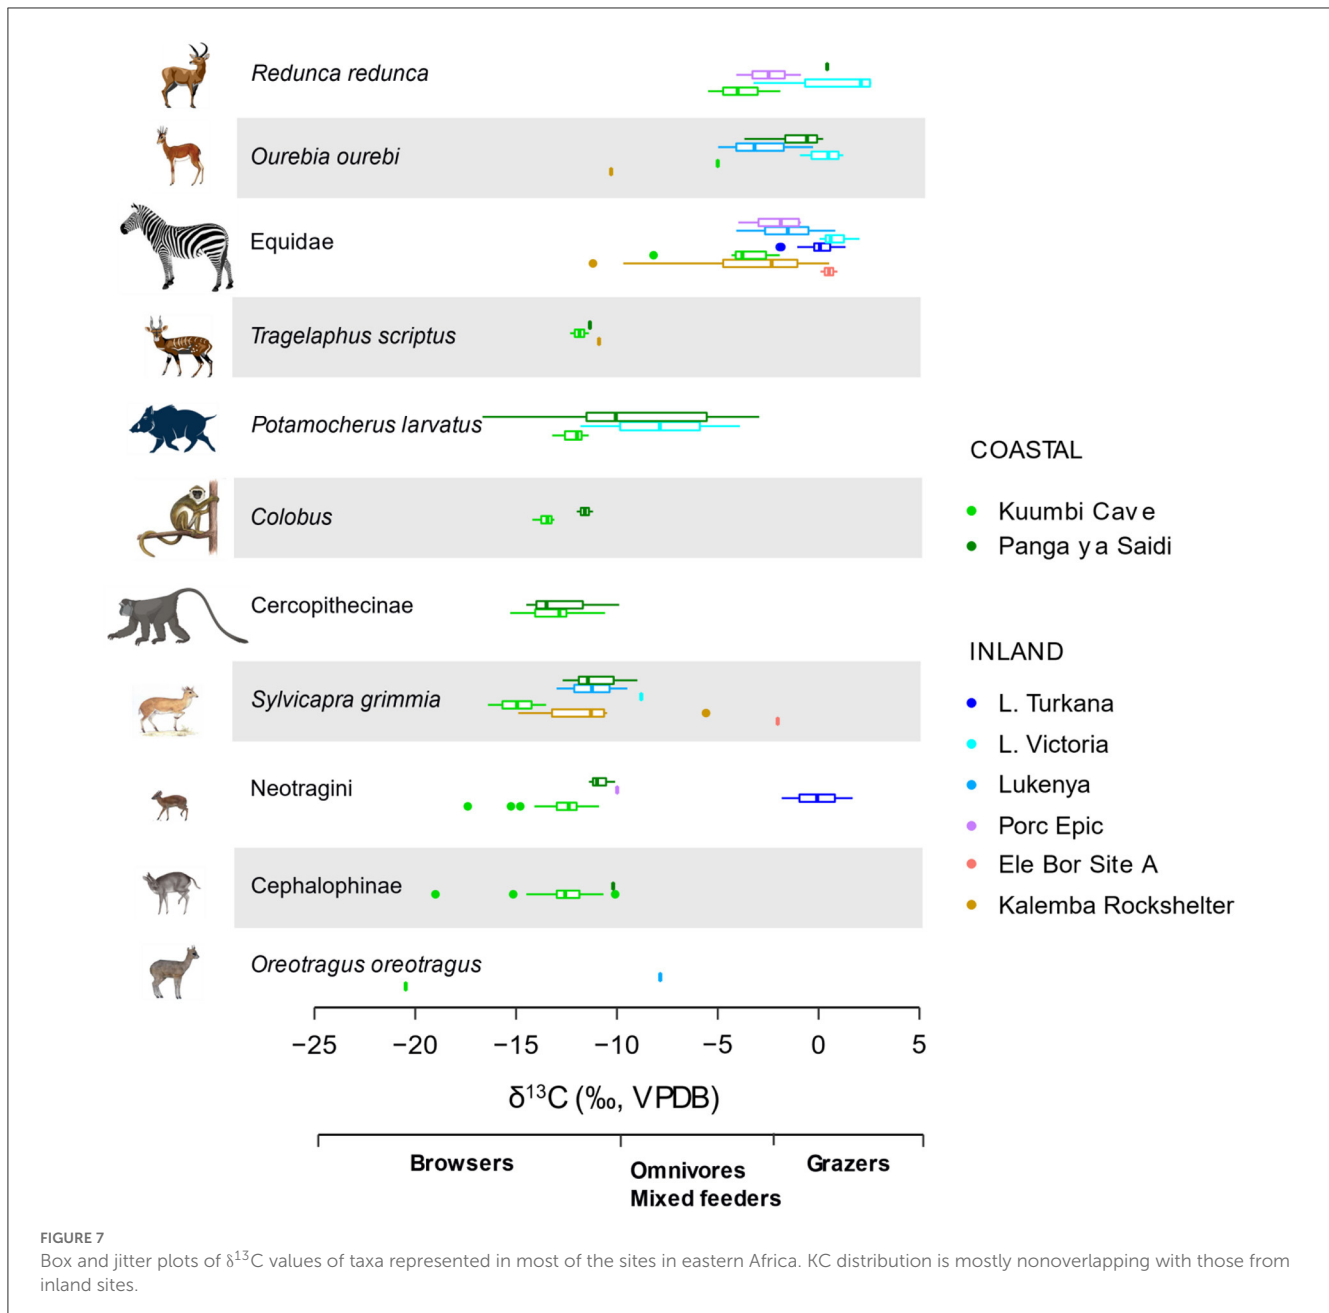 Redunca redunca
Ourebia ourebi
Equidae
Tragelaphus scriptus
Potamocherus larvatus
Colobus
Cercopithecinae
Sylvicapra grimmia
Neotragini
Cephalophinae
Oreotragus oreotragus
−25 −20 −15 −10 −5 0 5
δ¹³C (‰, VPDB)
Browsers
Omnivores
Mixed feeders
Grazers
COASTAL
Kuumbi Cave
Panga ya Saidi
INLAND
L. Turkana
L. Victoria
Lukenya
Porc Epic
Ele Bor Site A
Kalemba Rockshelter
FIGURE 7
Box and jitter plots of δ¹³C values of taxa represented in most of the sites in eastern Africa. KC distribution is mostly nonoverlapping with those from
inland sites.